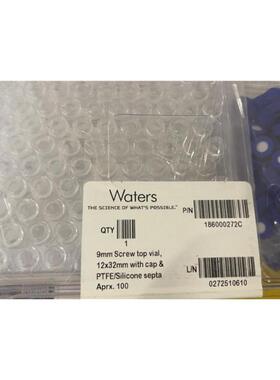 Waters
THE SCIENCE OF WHAT'S POSSIBLE.™
P/N
186000272C
QTY
1
9mm Screw top vial,
12x32mm with cap &
PTFE/Silicone septa
Aprx. 100
L/N
0272510610